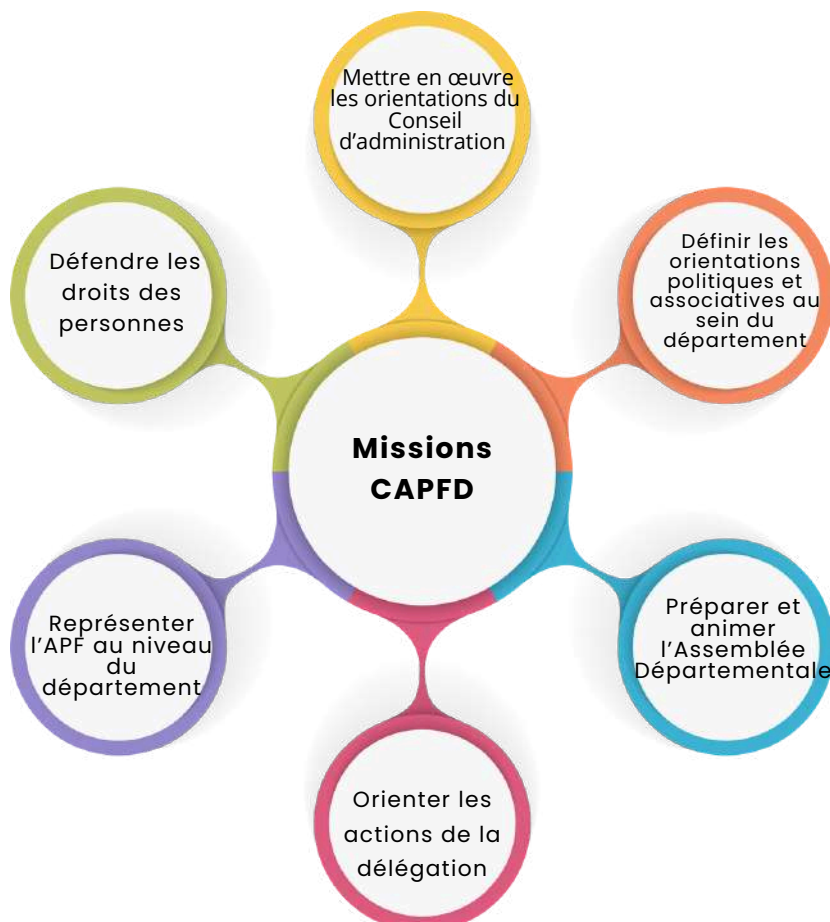 Mettre en œuvre
les orientations du
Conseil
d’administration
Définir les
orientations
politiques et
associatives au
sein du
département
Préparer et
animer
l’Assemblée
Départementale
Orienter les
actions de la
délégation
Représenter
l’APF au niveau
du
département
Défendre les
droits des
personnes
Missions
CAPFD